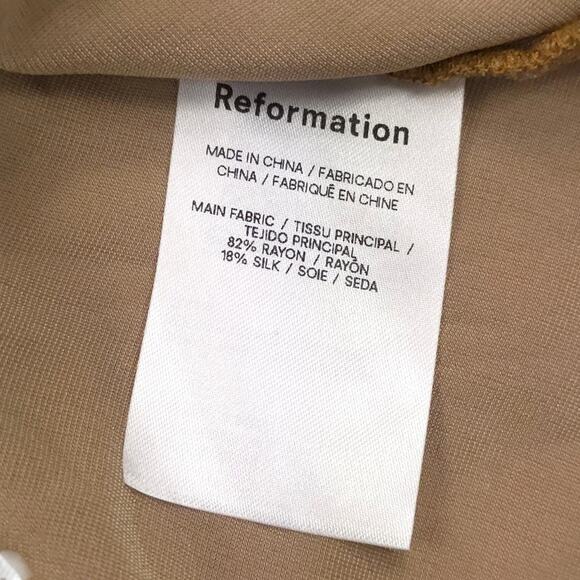 Reformation
MADE IN CHINA / FABRICADO EN
CHINA / FABRIQUÉ EN CHINE
MAIN FABRIC / TISSU PRINCIPAL /
TEJIDO PRINCIPAL
82% RAYON / RAYÓN
18% SILK / SOIE / SEDA